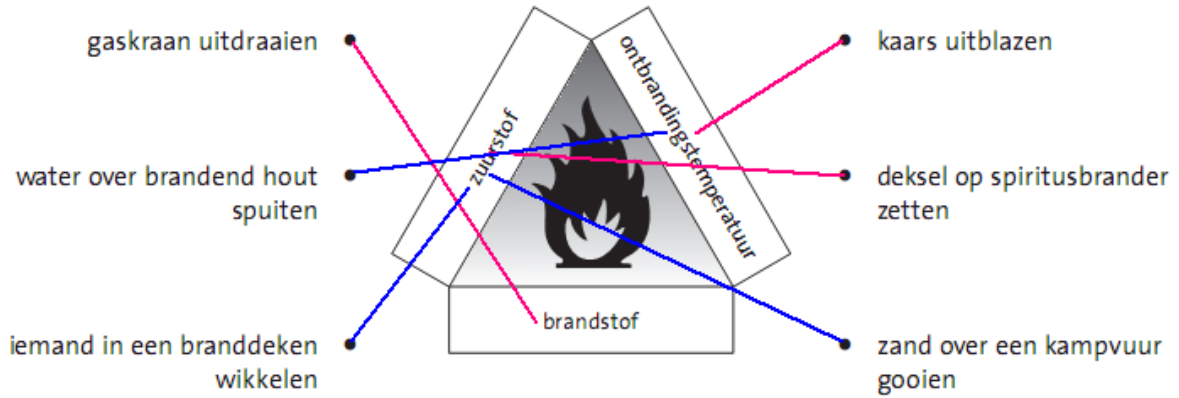 gaskraan uitdraaien
water over brandend hout
spuiten
iemand in een branddeken
wikkelen
zuurstof
ontbrandingstemperatuur
brandstof
kaars uitblazen
deksel op spiritusbrander
zetten
zand over een kampvuur
gooien